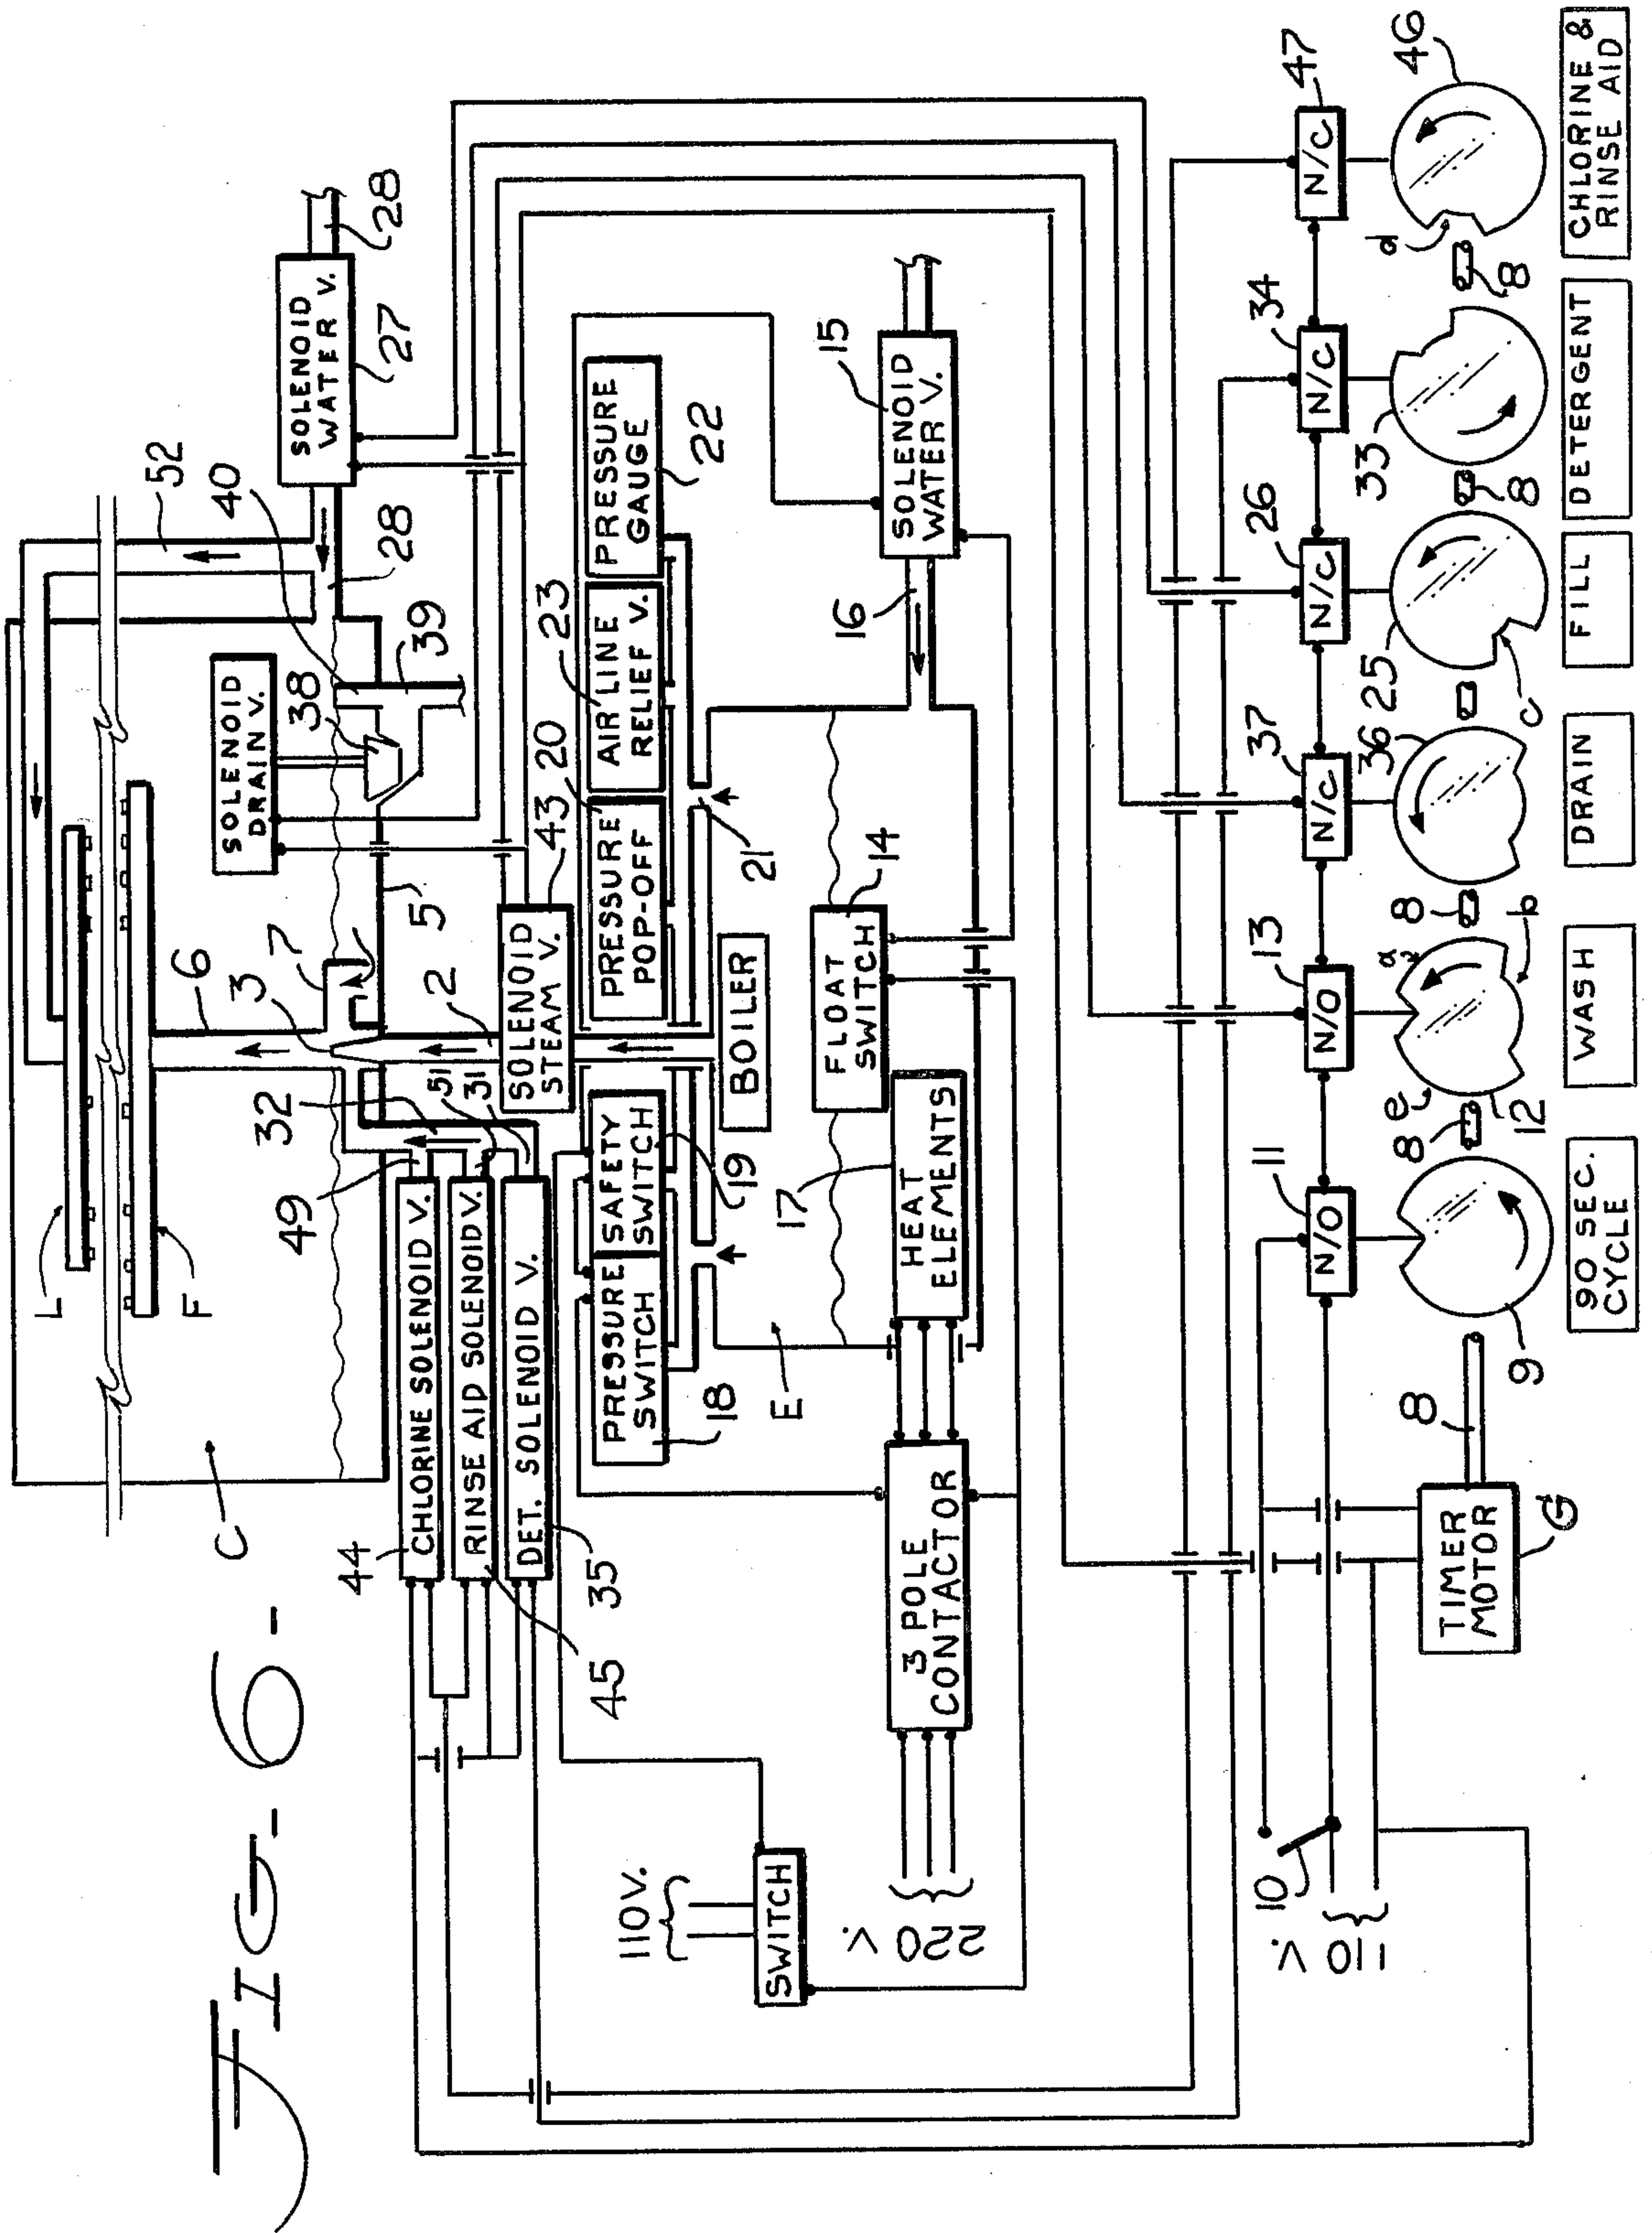 FIG-6-
C
L
F
6
3
7
5
2
32
51
31
49
52
40
28
SOLENOID
WATER V.
27
28
SOLENOID
DRAIN V.
38
39
44
CHLORINE SOLENOID V.
RINSE AID SOLENOID V.
DET. SOLENOID V.
45
35
SOLENOID
STEAM V.
43
PRESSURE
SWITCH
18
SAFETY
SWITCH
19
PRESSURE
POP-OFF
20
AIR LINE
RELIEF V.
23
PRESSURE
GAUGE
22
21
BOILER
E
110V.
SWITCH
220 V.
3 POLE
CONTACTOR
17
HEAT
ELEMENTS
FLOAT
SWITCH
14
16
SOLENOID
WATER V.
15
10
110 V.
TIMER
MOTOR
G
8
9
11
N/O
13
N/O
37
N/C
26
N/C
34
N/C
47
N/C
8
e
a
b
12
8
36
25
c
8
33
8
d
46
90 SEC.
CYCLE
WASH
DRAIN
FILL
DETERGENT
CHLORINE &
RINSE AID